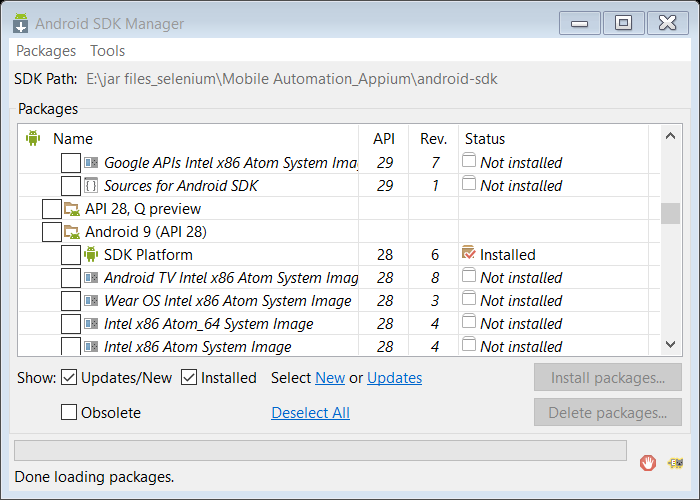 Android SDK Manager
Packages Tools
SDK Path: E:\jar files_selenium\Mobile Automation_Appium\android-sdk
Packages
Name API Rev. Status
Google APIs Intel x86 Atom System Imag 29 7 Not installed
Sources for Android SDK 29 1 Not installed
API 28, Q preview
Android 9 (API 28)
SDK Platform 28 6 Installed
Android TV Intel x86 Atom System Image 28 8 Not installed
Wear OS Intel x86 Atom System Image 28 3 Not installed
Intel x86 Atom_64 System Image 28 4 Not installed
Intel x86 Atom System Image 28 4 Not installed
Show: Updates/New Installed Select New or Updates Install packages...
Obsolete Deselect All Delete packages...
Done loading packages.